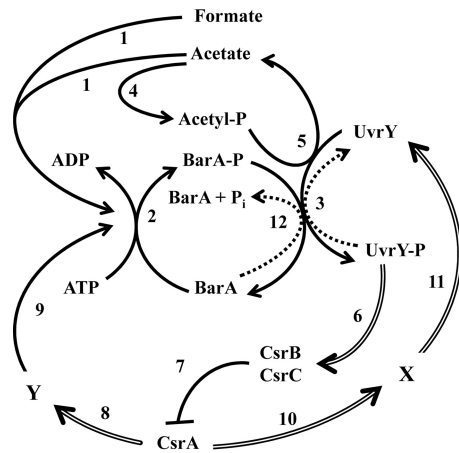 Formate
1
Acetate
1
4
Acetyl-P
5
UvrY
ADP
BarA-P
BarA + Pi
2
12
3
UvrY-P
ATP
BarA
9
11
6
CsrB
CsrC
7
X
Y
8
10
CsrA